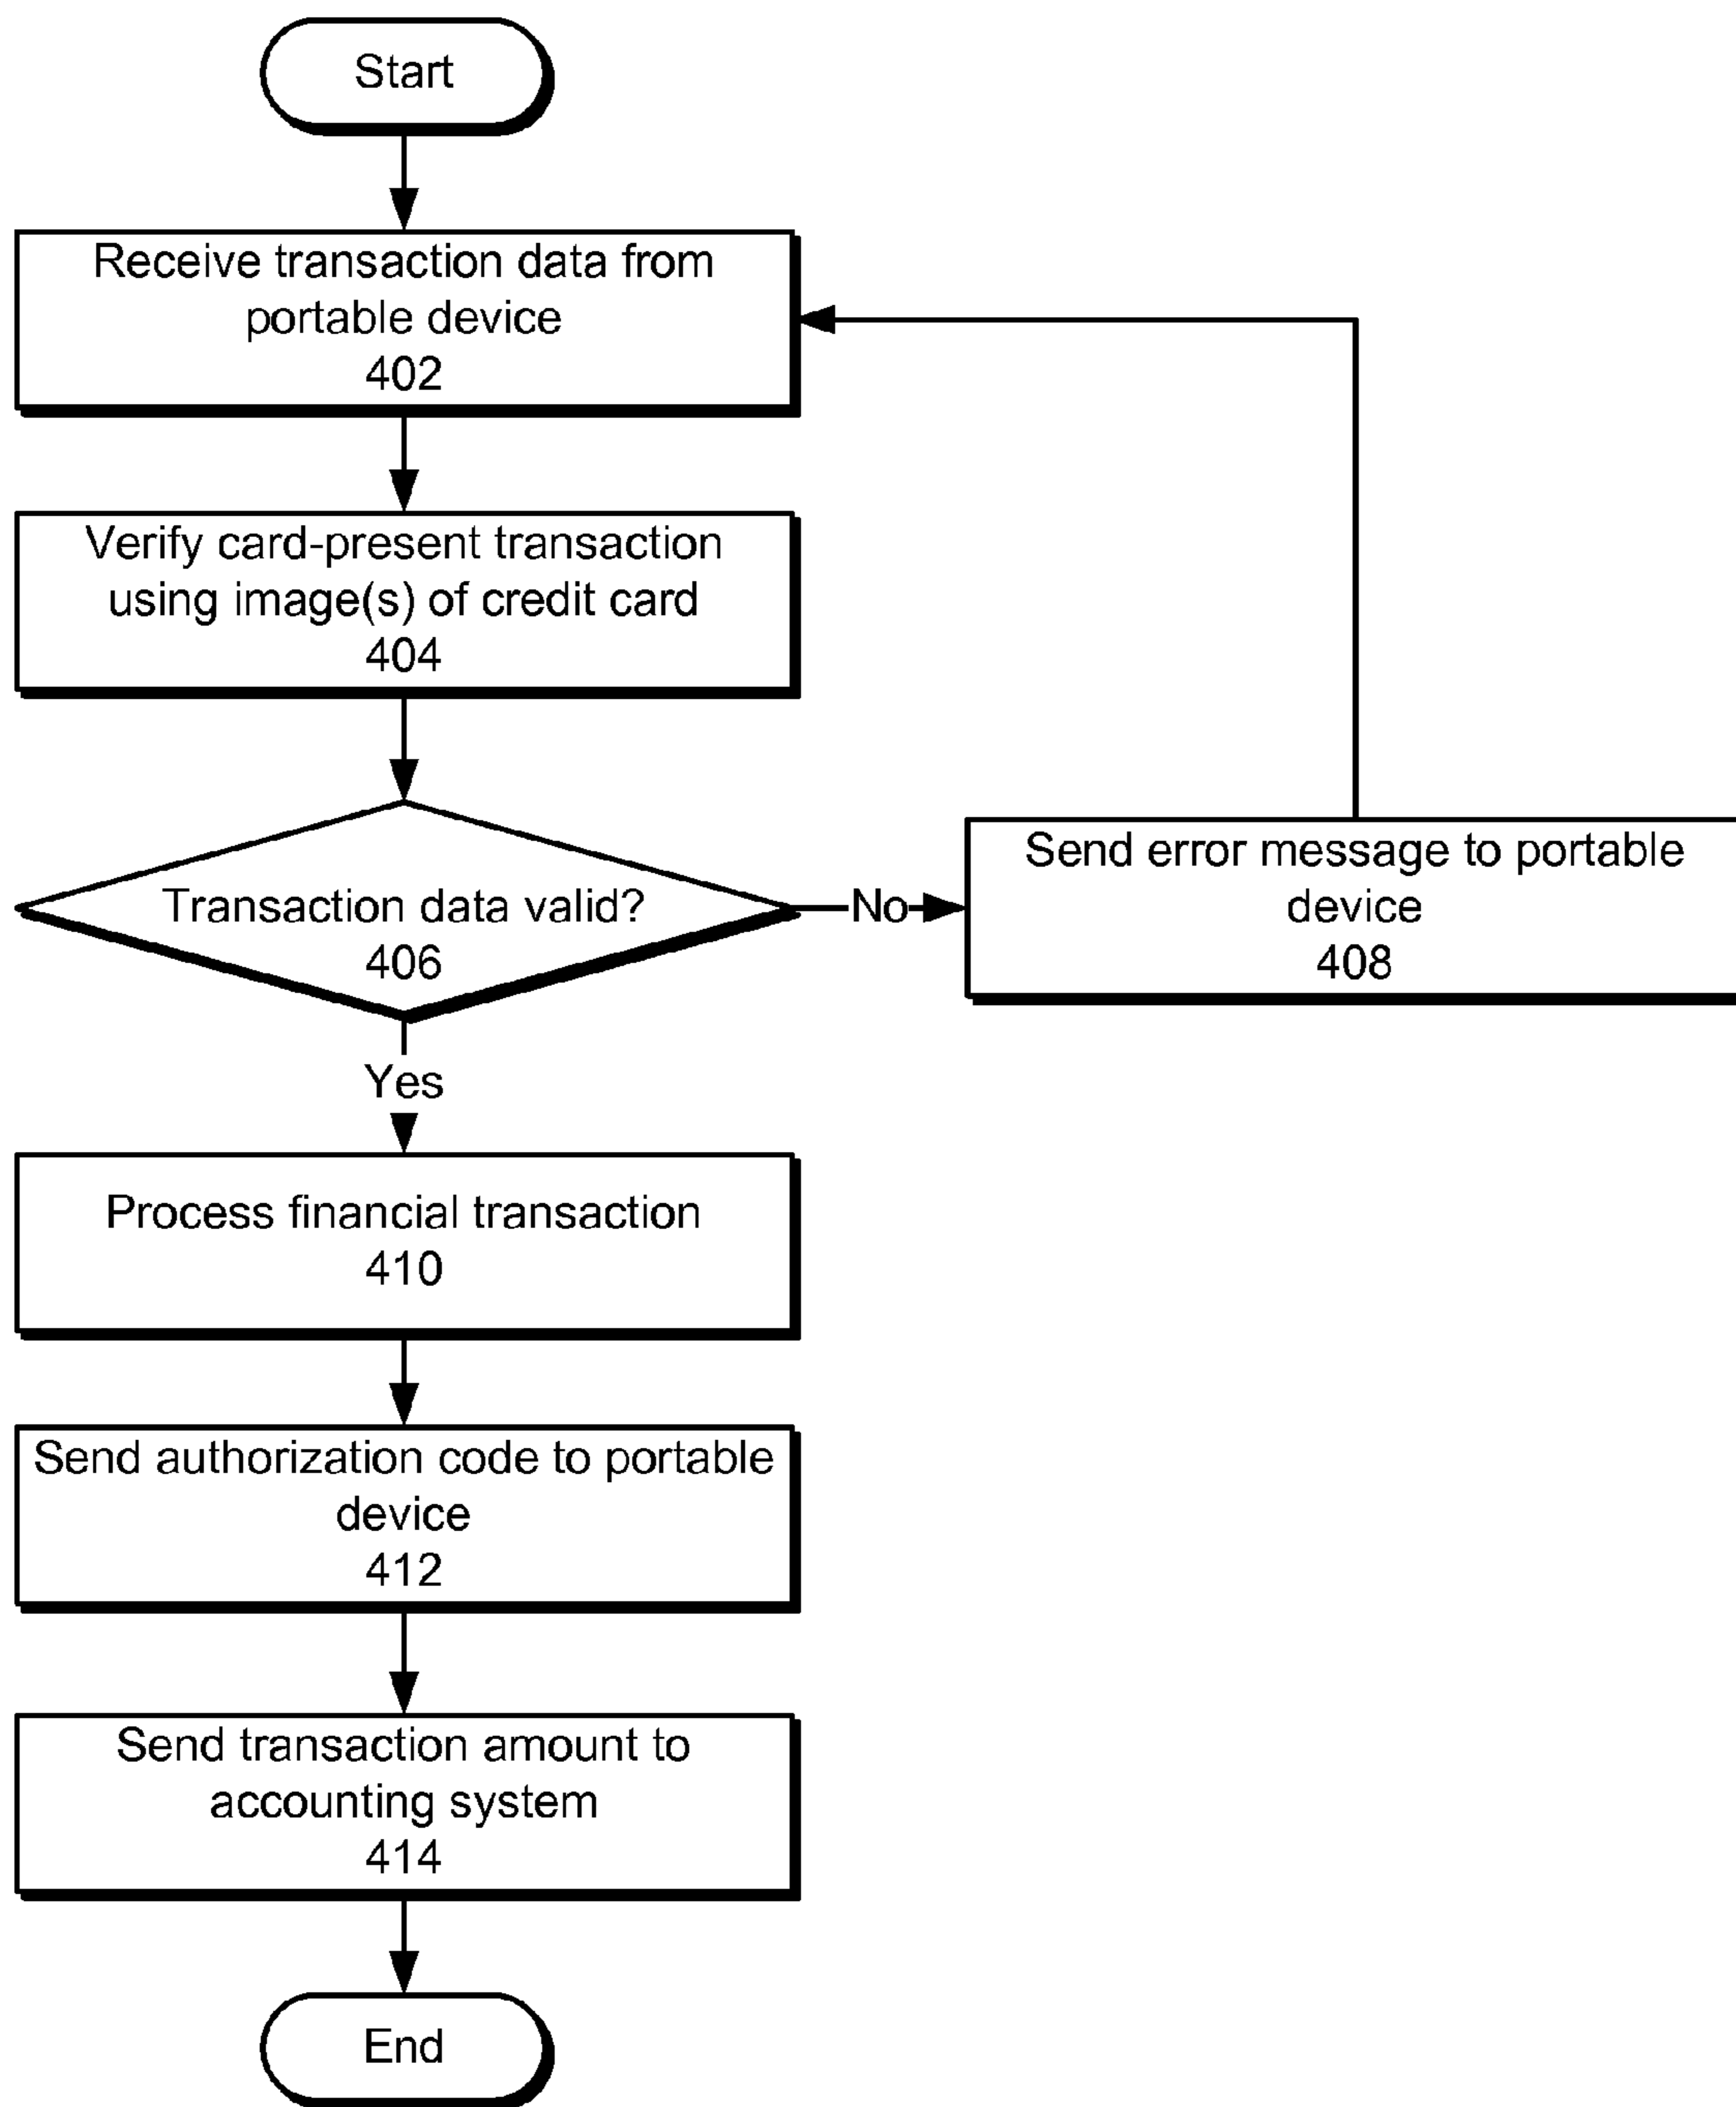 Start
Receive transaction data from
portable device
402
Verify card-present transaction
using image(s) of credit card
404
Transaction data valid?
406
No
Send error message to portable
device
408
Yes
Process financial transaction
410
Send authorization code to portable
device
412
Send transaction amount to
accounting system
414
End